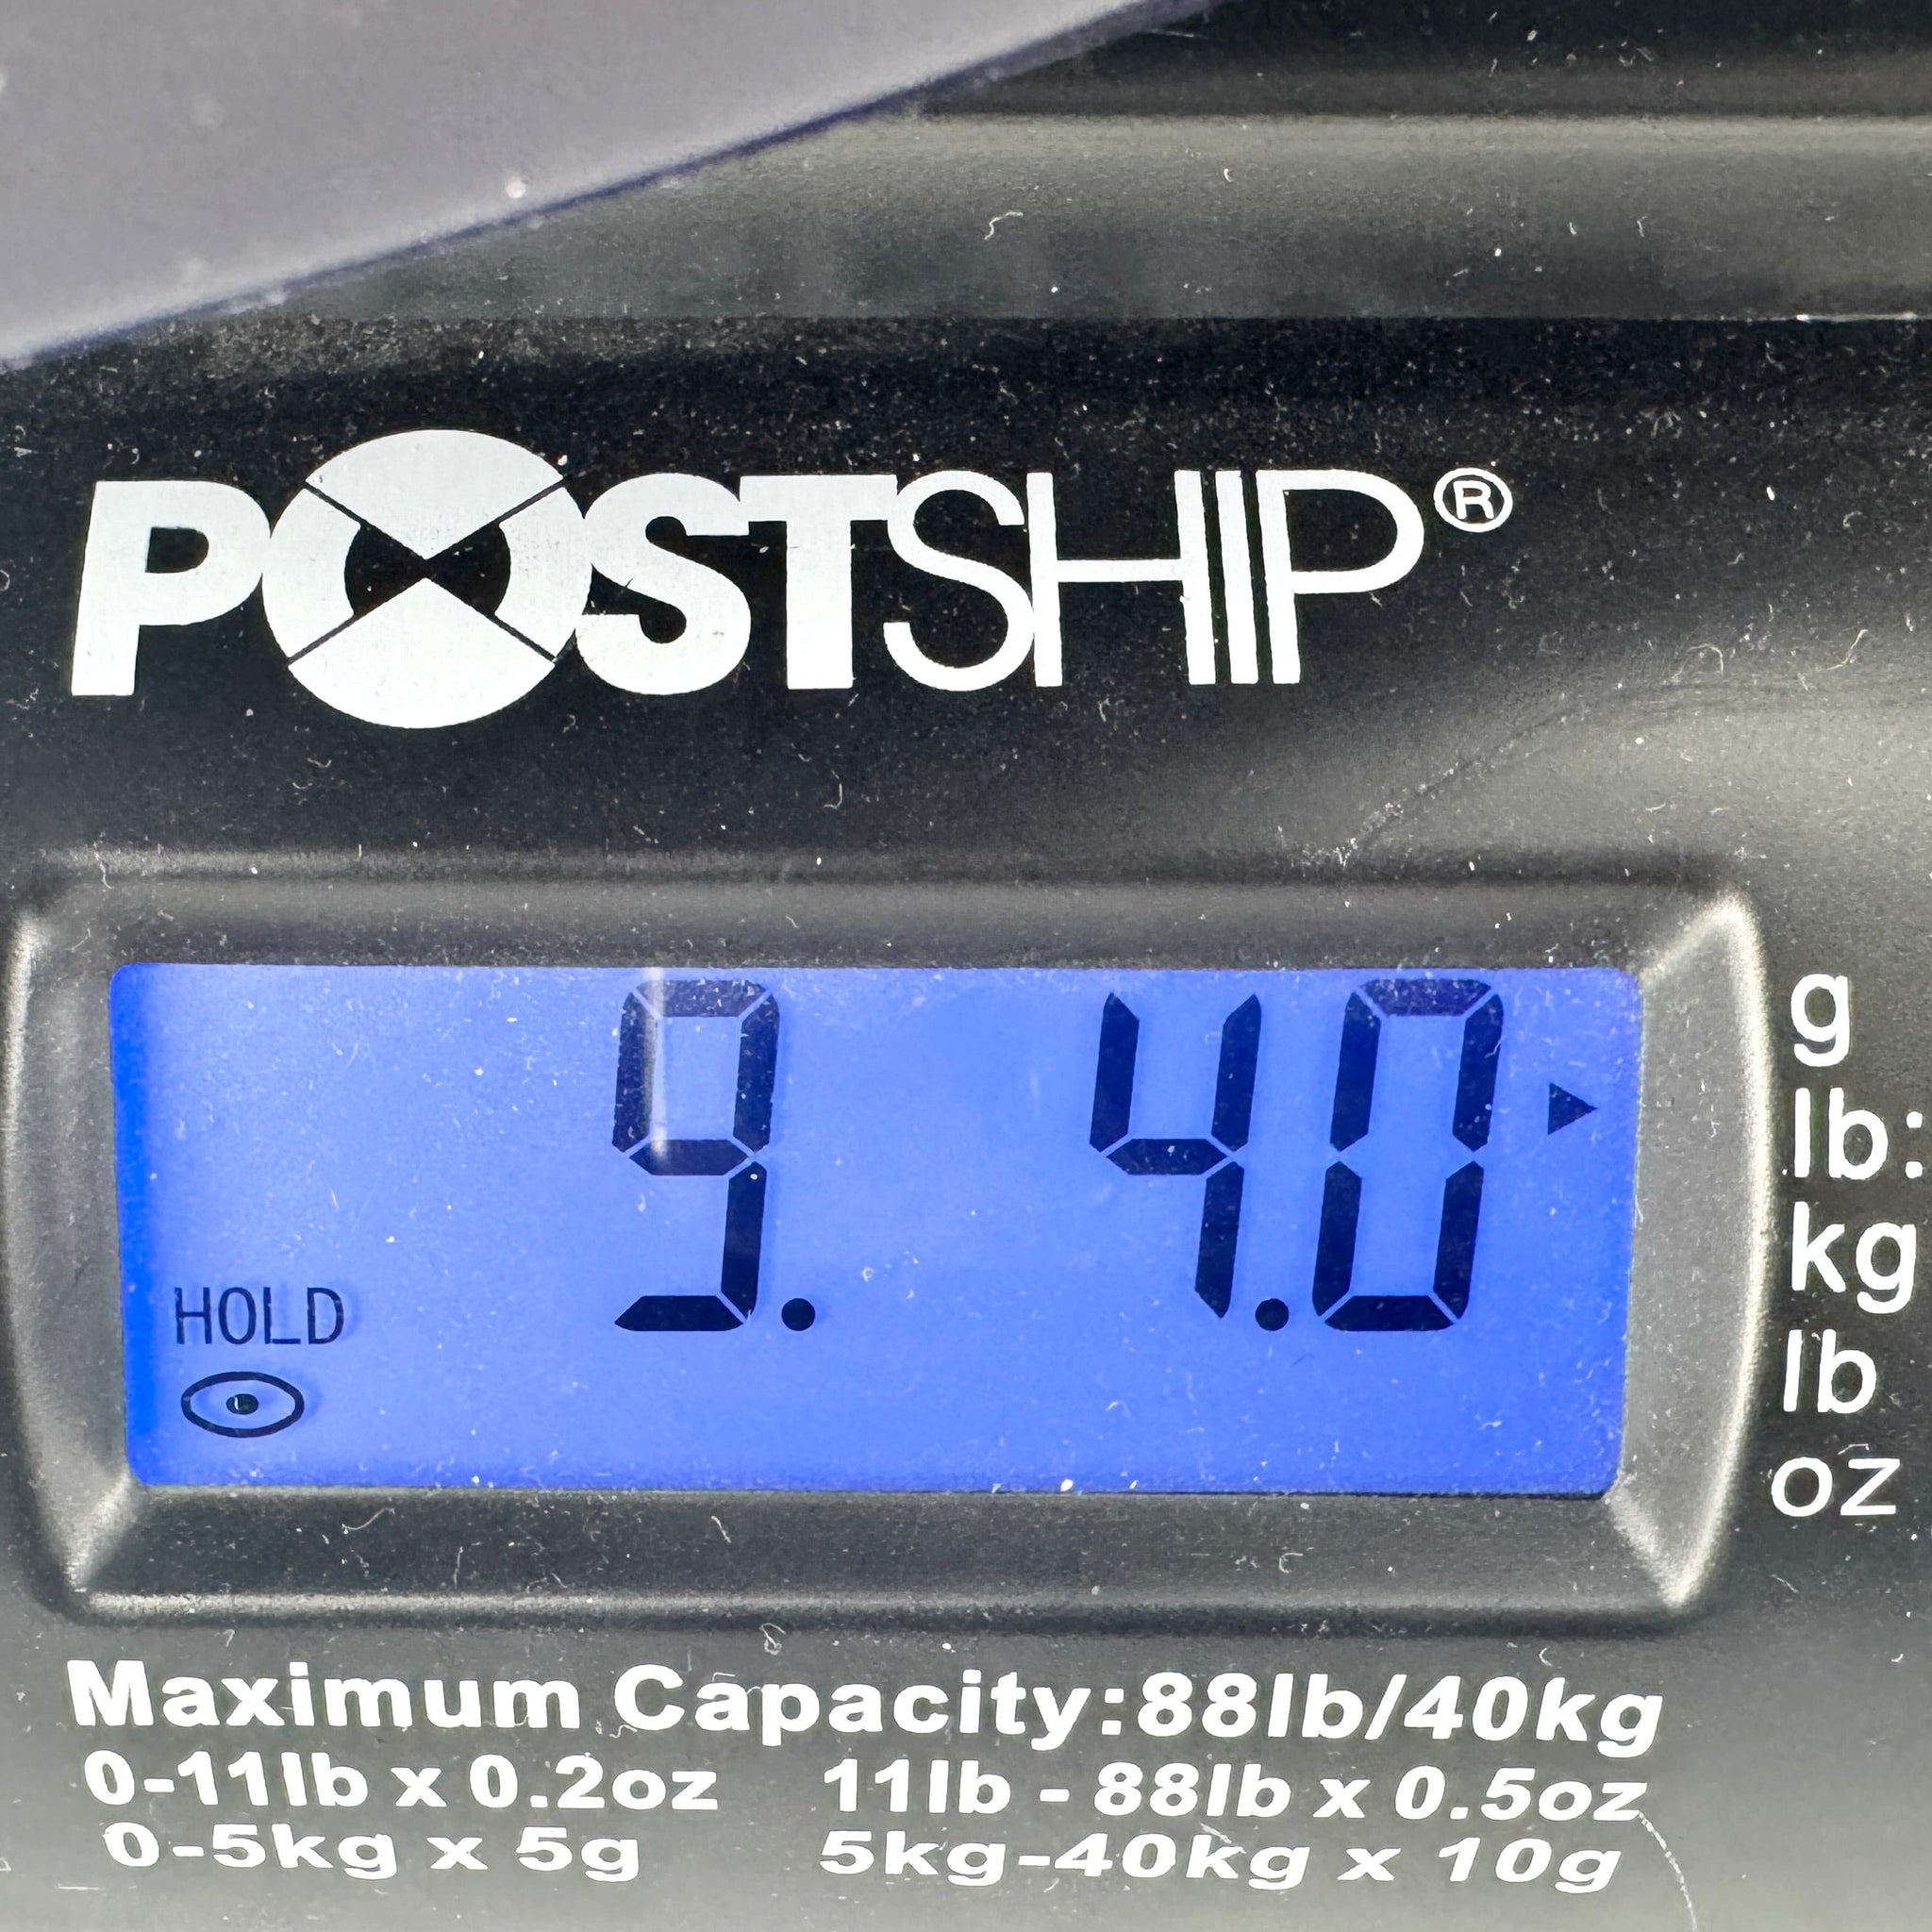 POSTSHIP®
9. 4.0
HOLD
g
lb:
kg
lb
oz
Maximum Capacity:88lb/40kg
0-11lb x 0.2oz 11lb - 88lb x 0.5oz
0-5kg x 5g 5kg-40kg x 10g